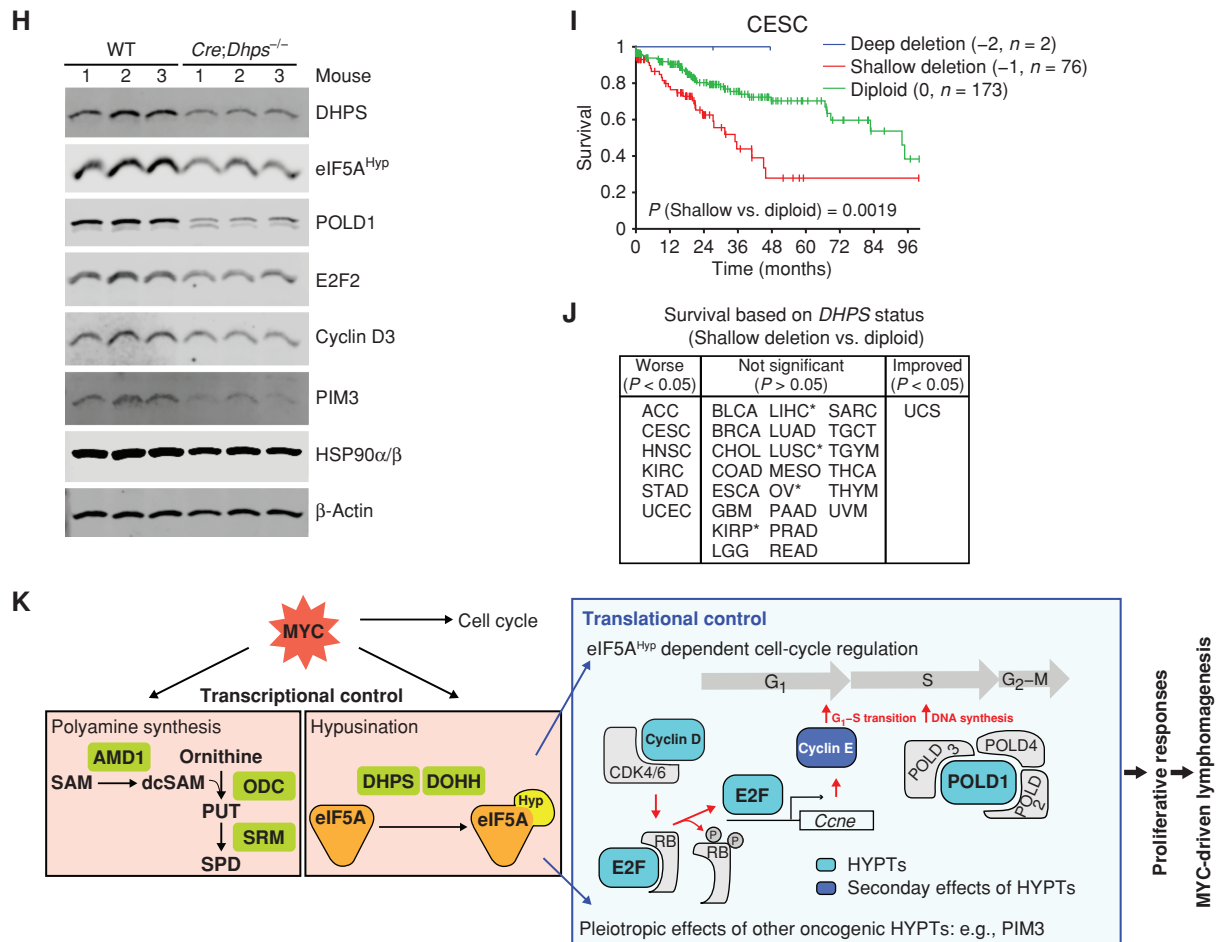 H
WT Cre;Dhps−/−
1 2 3 1 2 3 Mouse
DHPS
eIF5AHyp
POLD1
E2F2
Cyclin D3
PIM3
HSP90α/β
β-Actin
I
CESC
Deep deletion (−2, n = 2)
Shallow deletion (−1, n = 76)
Diploid (0, n = 173)
Survival
1
0.8
0.6
0.4
0.2
0
P (Shallow vs. diploid) = 0.0019
0 12 24 36 48 60 72 84 96
Time (months)
J
Survival based on DHPS status
(Shallow deletion vs. diploid)
Worse Not significant Improved
(P < 0.05) (P > 0.05) (P < 0.05)
ACC BLCA LIHC* SARC UCS
CESC BRCA LUAD TGCT
HNSC CHOL LUSC* TGYM
KIRC COAD MESO THCA
STAD ESCA OV* THYM
UCEC GBM PAAD UVM
KIRP* PRAD
LGG READ
K
MYC
Cell cycle
Transcriptional control
Polyamine synthesis
AMD1
Ornithine
SAM
dcSAM
ODC
PUT
SRM
SPD
Hypusination
DHPS DOHH
eIF5A
eIF5A
Hyp
Translational control
eIF5AHyp dependent cell-cycle regulation
G1 S G2–M
G1–S transition
DNA synthesis
Cyclin D
CDK4/6
Cyclin E
POLD3
POLD4
POLD1
POLD2
E2F
Ccne
E2F
RB
P P
RB
HYPTs
Seconday effects of HYPTs
Pleiotropic effects of other oncogenic HYPTs: e.g., PIM3
Proliferative responses
MYC-driven lymphomagenesis